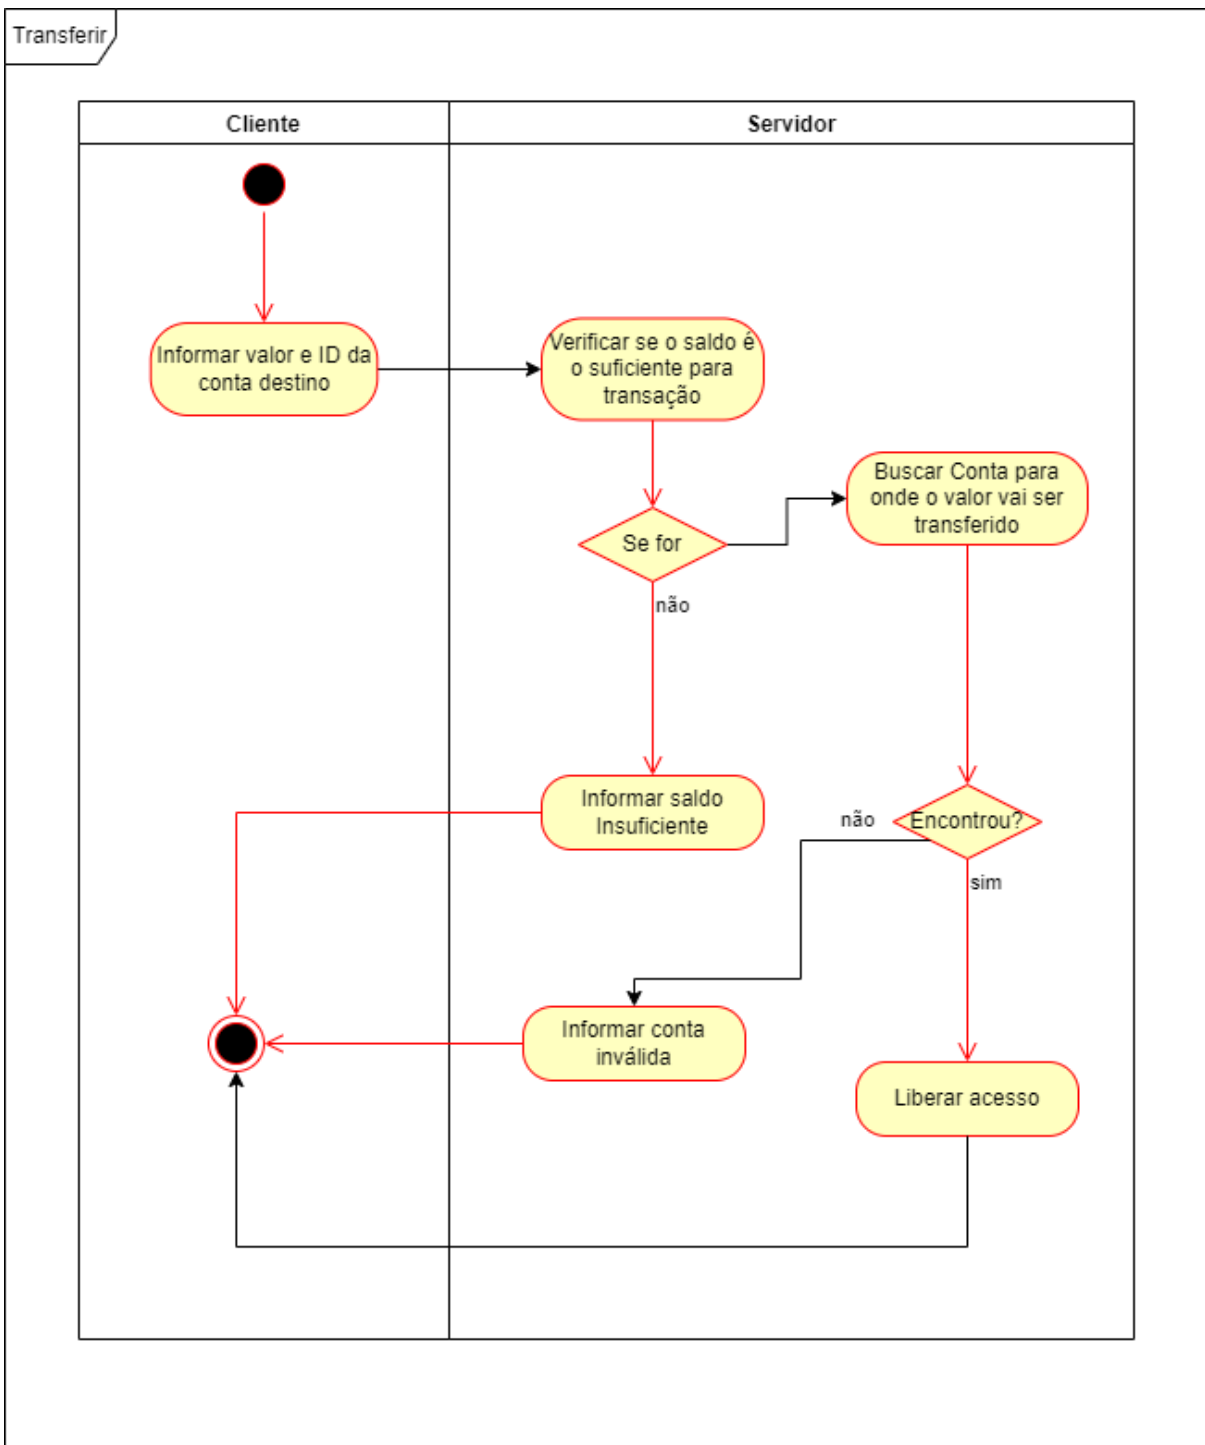 Transferir
Cliente
Servidor
Informar valor e ID da
conta destino
Verificar se o saldo é
o suficiente para
transação
Buscar Conta para
onde o valor vai ser
transferido
Se for
não
Informar saldo
Insuficiente
não
Encontrou?
sim
Informar conta
inválida
Liberar acesso